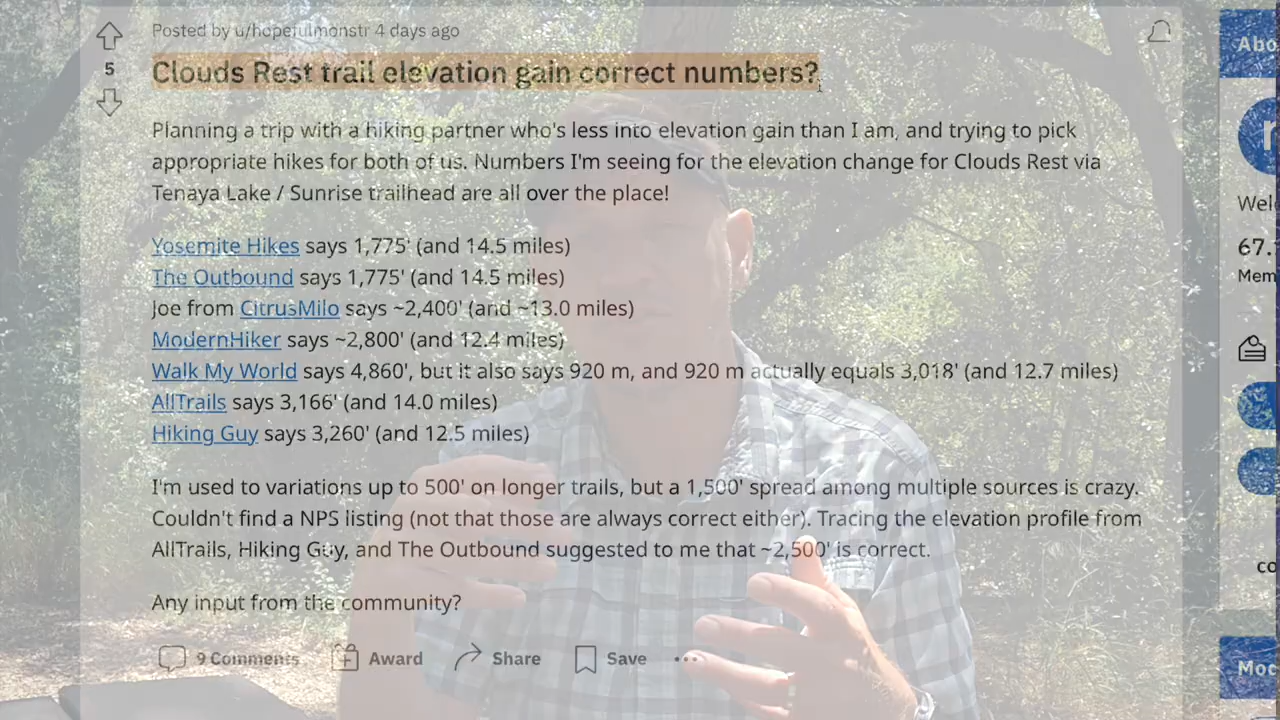 Posted by u/hopefulmonstr 4 days ago
5
Clouds Rest trail elevation gain correct numbers?
Planning a trip with a hiking partner who's less into elevation gain than I am, and trying to pick
appropriate hikes for both of us. Numbers I'm seeing for the elevation change for Clouds Rest via
Tenaya Lake / Sunrise trailhead are all over the place!
Yosemite Hikes says 1,775' (and 14.5 miles)
The Outbound says 1,775' (and 14.5 miles)
Joe from CitrusMilo says ~2,400' (and ~13.0 miles)
ModernHiker says ~2,800' (and 12.4 miles)
Walk My World says 4,860', but it also says 920 m, and 920 m actually equals 3,018' (and 12.7 miles)
AllTrails says 3,166' (and 14.0 miles)
Hiking Guy says 3,260' (and 12.5 miles)
I'm used to variations up to 500' on longer trails, but a 1,500' spread among multiple sources is crazy.
Couldn't find a NPS listing (not that those are always correct either). Tracing the elevation profile from
AllTrails, Hiking Guy, and The Outbound suggested to me that ~2,500' is correct.
Any input from the community?
9 Comments Award Share Save
Abo
Welc
67.
Mem
co
Mod